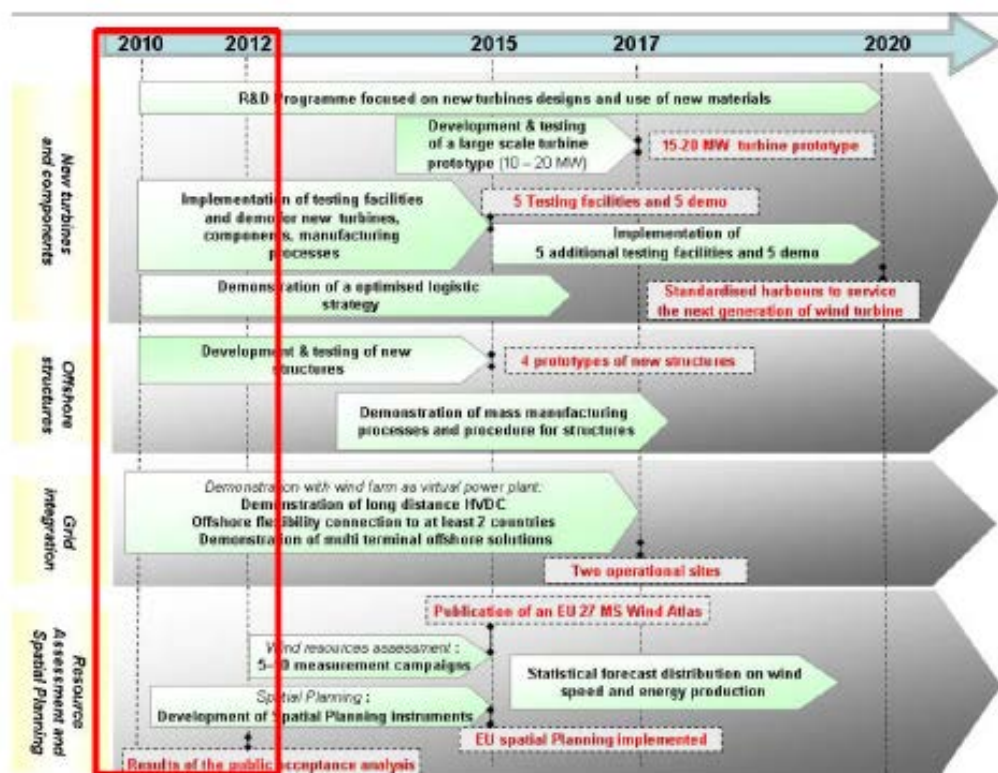 2010 2012 2015 2017 2020
New turbines
and components
R&D Programme focused on new turbines designs and use of new materials
Development & testing
of a large scale turbine
prototype (10 – 20 MW)
15-20 MW turbine prototype
Implementation of testing facilities
and demo for new turbines,
components, manufacturing
processes
5 Testing facilities and 5 demo
Implementation of
5 additional testing facilities and 5 demo
Demonstration of a optimised logistic
strategy
Standardised harbours to service
the next generation of wind turbine
Offshore
structures
Development & testing of new
structures
4 prototypes of new structures
Demonstration of mass manufacturing
processes and procedure for structures
Grid
integration
Demonstration with wind farm as virtual power plant:
Demonstration of long distance HVDC
Offshore flexibility connection to at least 2 countries
Demonstration of multi terminal offshore solutions
Two operational sites
Resource
Assessment and
Spatial Planning
Publication of an EU 27 MS Wind Atlas
Wind resources assessment :
5–10 measurement campaigns
Statistical forecast distribution on wind
speed and energy production
Spatial Planning :
Development of Spatial Planning instruments
EU spatial Planning implemented
Results of the public acceptance analysis